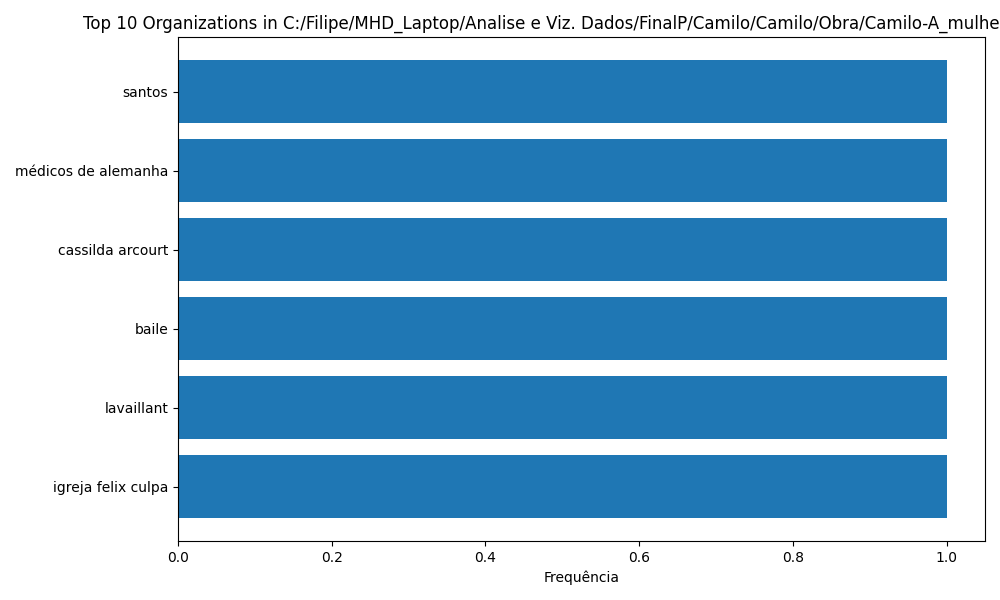 Top 10 Organizations in C:/Filipe/MHD_Laptop/Analise e Viz. Dados/FinalP/Camilo/Camilo/Obra/Camilo-A_mulhe
santos
médicos de alemanha
cassilda arcourt
baile
lavaillant
igreja felix culpa
0.0 0.2 0.4 0.6 0.8 1.0
Frequência